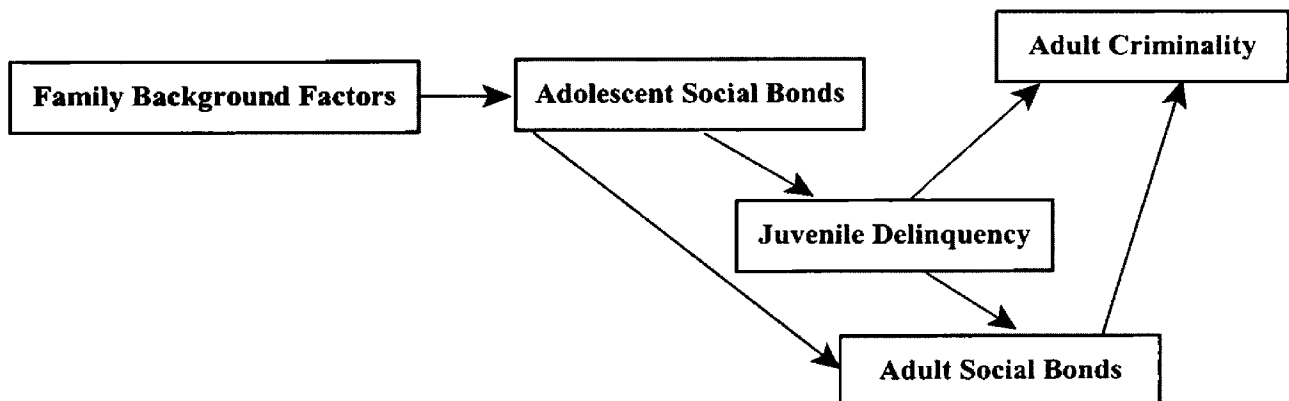 Adult Criminality
Family Background Factors
Adolescent Social Bonds
Juvenile Delinquency
Adult Social Bonds